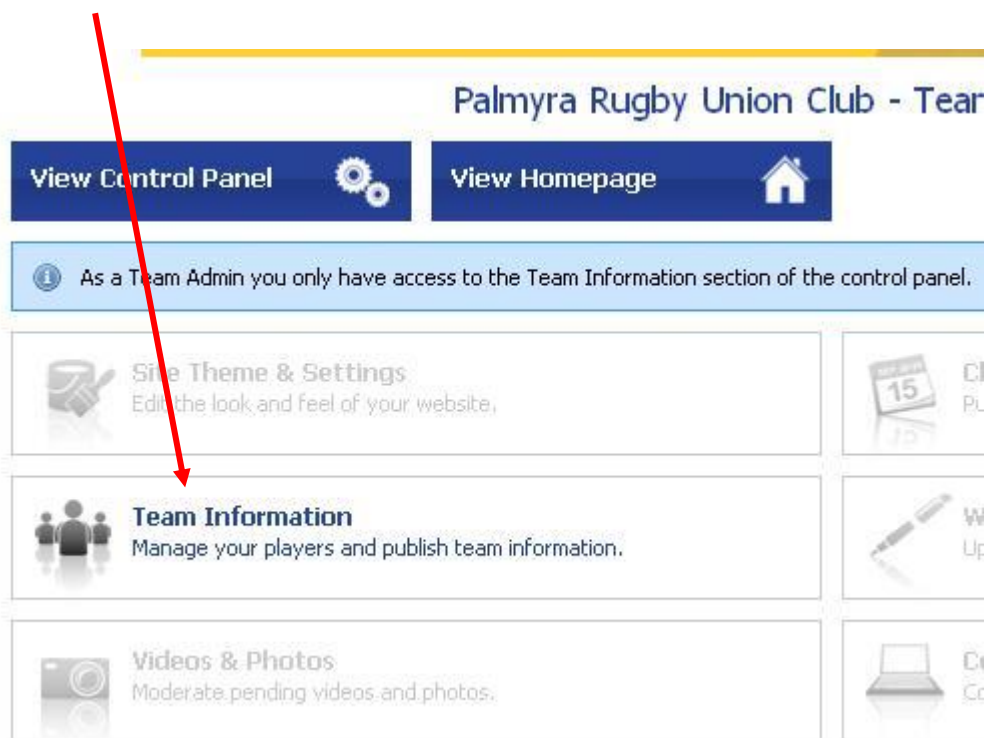 Palmyra Rugby Union Club -
View Control Panel
View Homepage
As a Team Admin you only have access to the Team Information section of the control panel.
Site Theme & Settings
Edit the look and feel of your website.
15
Team Information
Manage your players and publish team information.
Videos & Photos
Moderate pending videos and photos.